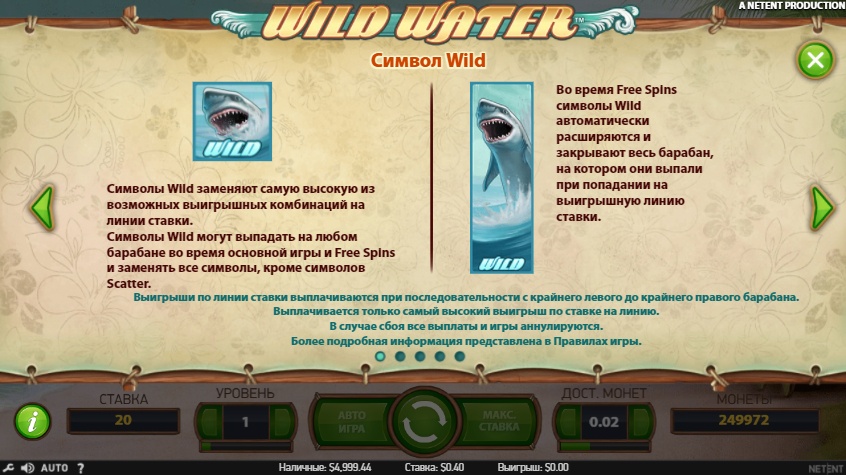 A NETENT PRODUCTION
WILD WATER™
Символ Wild
WILD
Символы Wild заменяют самую высокую из
возможных выигрышных комбинаций на
линии ставки.
Символы Wild могут выпадать на любом
барабане во время основной игры и Free Spins
и заменять все символы, кроме символов
Scatter.
WILD
Во время Free Spins
символы Wild
автоматически
расширяются и
закрывают весь барабан,
на котором они выпали
при попадании на
выигрышную линию
ставки.
Выигрыши по линии ставки выплачиваются при последовательности с крайнего левого до крайнего правого барабана.
Выплачивается только самый высокий выигрыш по ставке на линию.
В случае сбоя все выплаты и игры аннулируются.
Более подробная информация представлена в Правилах игры.
i
СТАВКА
20
УРОВЕНЬ
1
АВТО
ИГРА
МАКС.
СТАВКА
ДОСТ. МОНЕТ
0.02
МОНЕТЫ
249972
AUTO ? Наличные: $4,999.44 Ставка: $0.40 Выигрыш: $0.00 NETENT